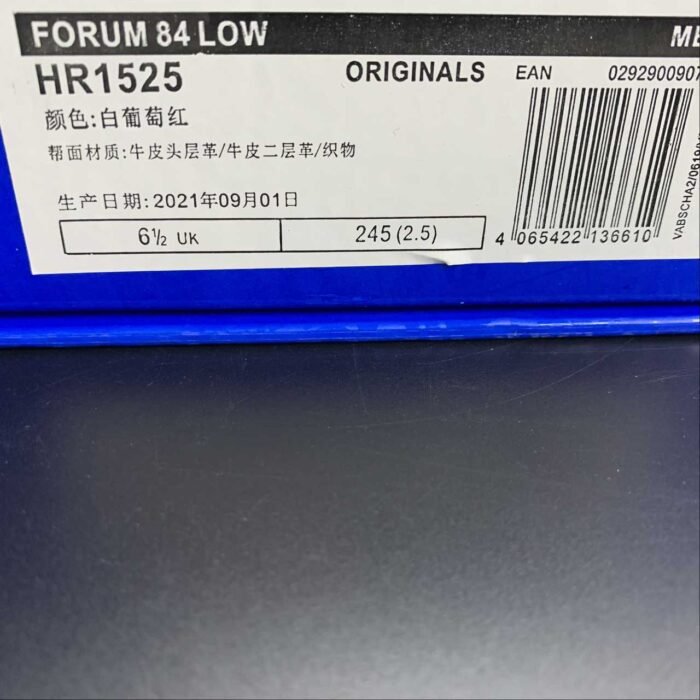 FORUM 84 LOW ME
HR1525 ORIGINALS EAN 0292900907
颜色:白葡萄红
帮面材质:牛皮头层革/牛皮二层革/织物
生产日期:2021年09月01日
6½ UK 245(2.5)
4 065422 136610